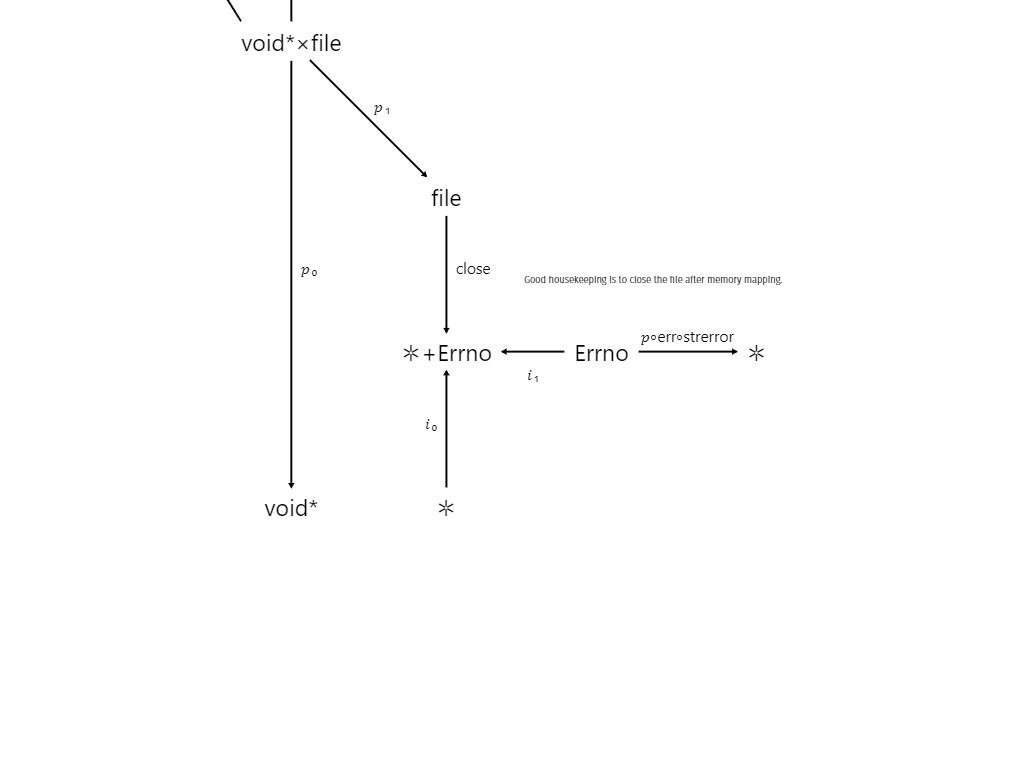 void*×file
p₁
file
p₀
close
Good housekeeping is to close the file after memory mapping.
p∘err∘strerror
∗+Errno
Errno
∗
i₁
i₀
void*
∗